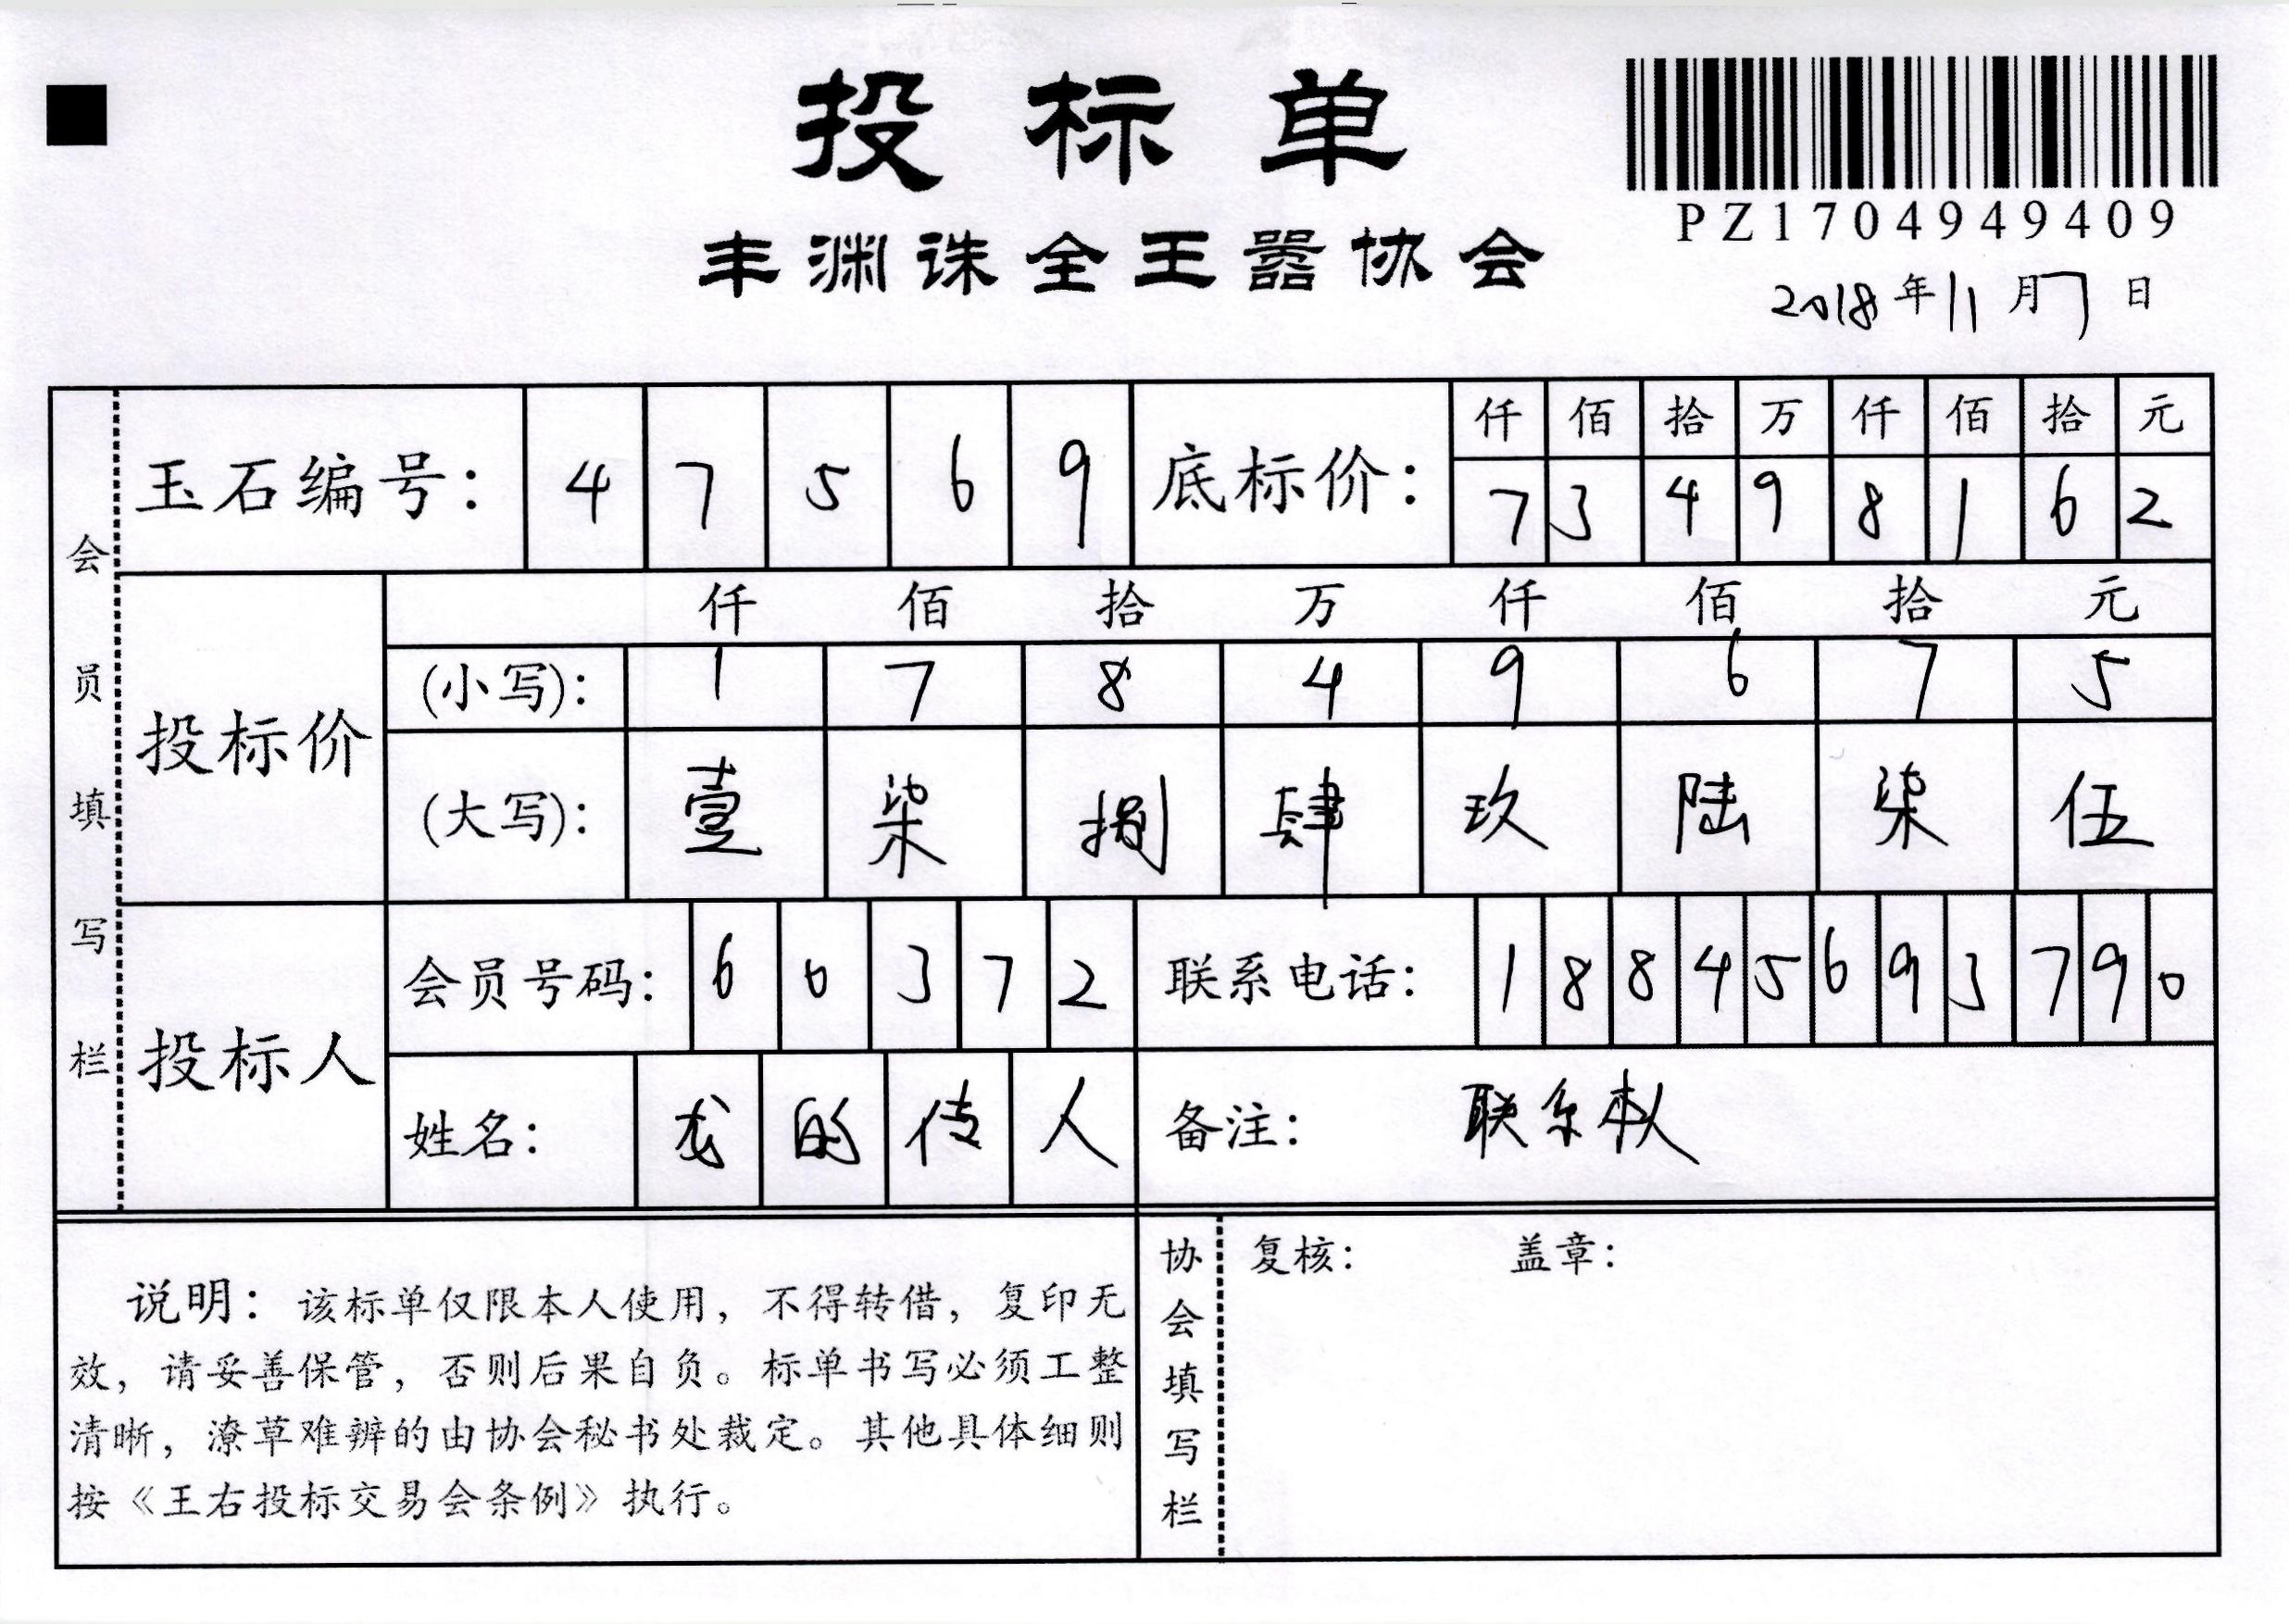 投标单
PZ1704949409
丰渊诛全王嚣协会
2018年11月7日
会员填写栏
玉石编号： 4 7 5 6 9 底标价： 仟 佰 拾 万 仟 佰 拾 元
7 3 4 9 8 1 6 2
投标价 仟 佰 拾 万 仟 佰 拾 元
(小写)： 1 7 8 4 9 6 7 5
(大写)： 壹 柒 捌 肆 玖 陆 柒 伍
投标人 会员号码： 6 0 3 7 2 联系电话： 1 8 8 4 5 6 9 3 7 9 0
姓名： 龙 的 传 人 备注： 联系本人
说明：该标单仅限本人使用，不得转借，复印无
效，请妥善保管，否则后果自负。标单书写必须工整
清晰，潦草难辨的由协会秘书处裁定。其他具体细则
按《王右投标交易会条例》执行。
协会填写栏
复核： 盖章：